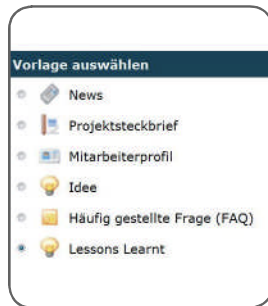 Vorlage auswählen
News
Projektsteckbrief
Mitarbeiterprofil
Idee
Häufig gestellte Frage (FAQ)
Lessons Learnt